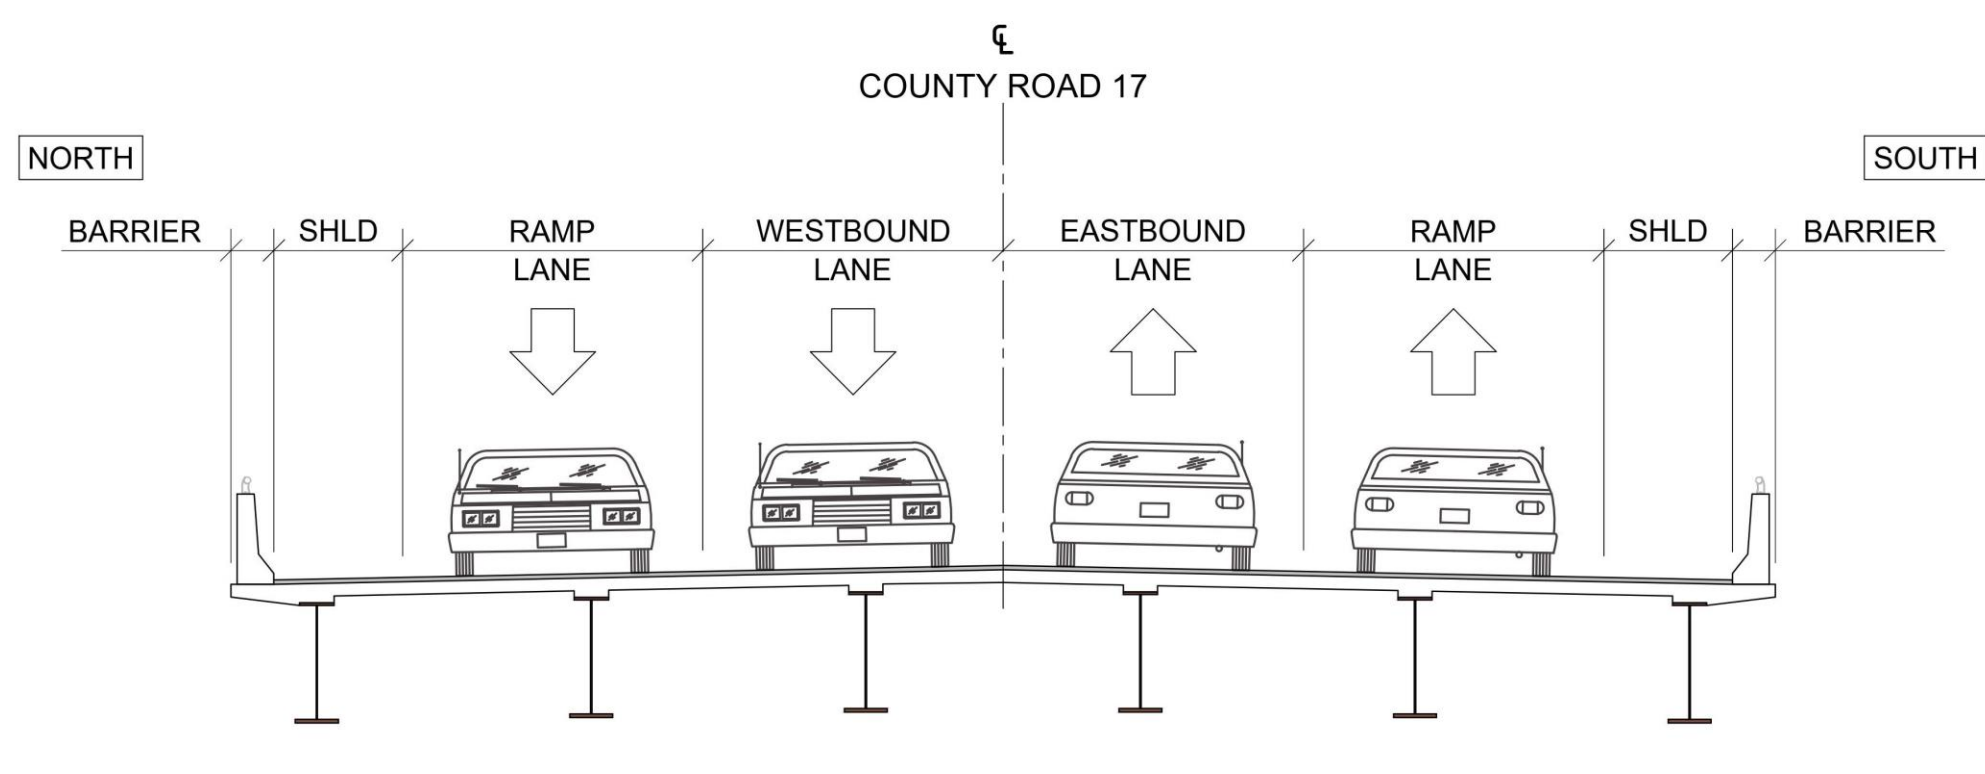 ℄
COUNTY ROAD 17
NORTH
SOUTH
BARRIER SHLD RAMP WESTBOUND EASTBOUND RAMP SHLD BARRIER
LANE LANE LANE LANE